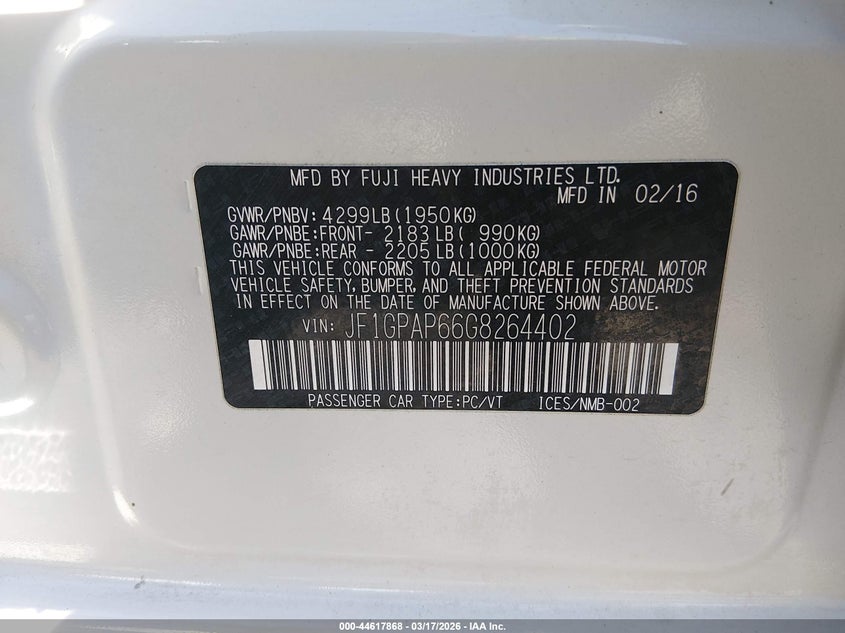 MFD BY FUJI HEAVY INDUSTRIES LTD.
MFD IN 02/16
GVWR/PNBV: 4299LB(1950KG)
GAWR/PNBE:FRONT- 2183LB( 990KG)
GAWR/PNBE:REAR - 2205LB(1000KG)
THIS VEHICLE CONFORMS TO ALL APPLICABLE FEDERAL MOTOR
VEHICLE SAFETY, BUMPER, AND THEFT PREVENTION STANDARDS
IN EFFECT ON THE DATE OF MANUFACTURE SHOWN ABOVE.
VIN: JF1GPAP66G8264402
PASSENGER CAR TYPE:PC/VT ICES/NMB-002
000-44617868 - 03/17/2026 - IAA Inc.